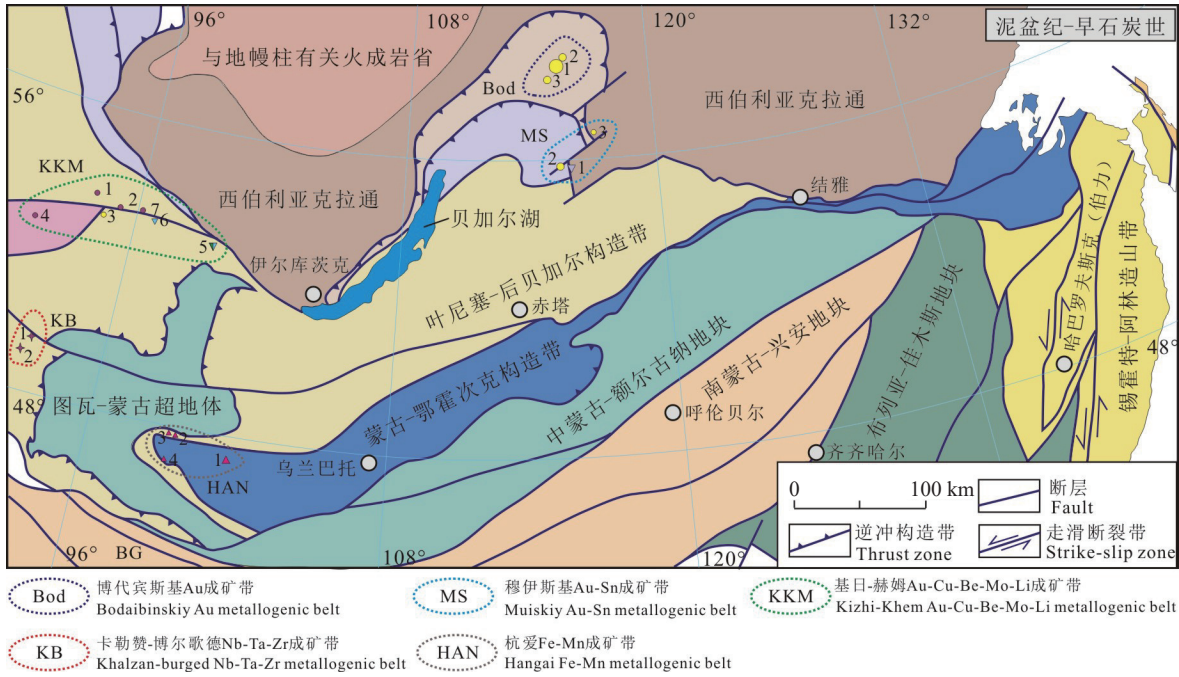 96°
108°
120°
132°
泥盆纪–早石炭世
与地幔柱有关火成岩省
56°
Bod
2
1
3
西伯利亚克拉通
MS
3
2
1
KKM
1
2
7
3
6
4
5
西伯利亚克拉通
贝加尔湖
结雅
伊尔库茨克
叶尼塞–后贝加尔构造带
赤塔
哈巴罗夫斯克（伯力）
锡霍特–阿林造山带
48°
KB
1
2
48°
图瓦–蒙古超地体
蒙古–鄂霍次克构造带
中蒙古–额尔古纳地块
南蒙古–兴安地块
布列亚–佳木斯地块
呼伦贝尔
齐齐哈尔
3
2
4
1
HAN
乌兰巴托
96°
BG
108°
120°
0
100 km
断层
Fault
逆冲构造带
Thrust zone
走滑断裂带
Strike-slip zone
Bod
博代宾斯基Au成矿带
Bodaibinskiy Au metallogenic belt
MS
穆伊斯基Au-Sn成矿带
Muiskiy Au-Sn metallogenic belt
KKM
基日-赫姆Au-Cu-Be-Mo-Li成矿带
Kizhi-Khem Au-Cu-Be-Mo-Li metallogenic belt
KB
卡勒赞-博尔歌德Nb-Ta-Zr成矿带
Khalzan-burged Nb-Ta-Zr metallogenic belt
HAN
杭爱Fe-Mn成矿带
Hangai Fe-Mn metallogenic belt